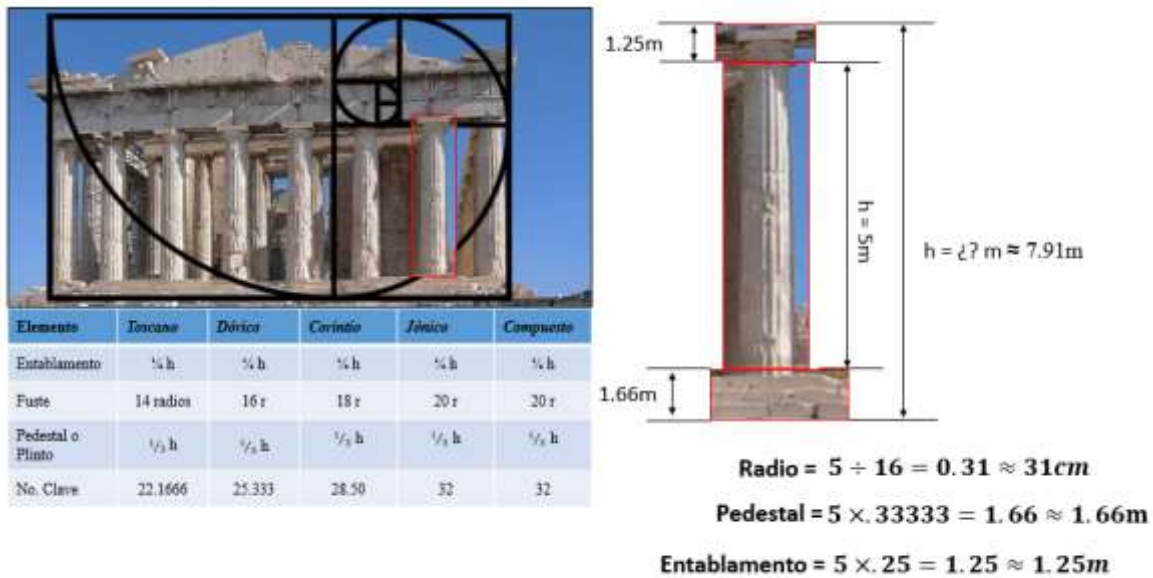 Elemento Toscano Dórico Corintio Jónico Compuesto
Entablamento ¼ h ¼ h ¼ h ¼ h ¼ h
Fuste 14 radios 16 r 18 r 20 r 20 r
Pedestal o
Plinto
¹/₃ h ¹/₃ h ¹/₃ h ¹/₃ h ¹/₃ h
No. Clave 22.1666 25.333 28.50 32 32
1.25m
h = 5m
h = ¿? m ≈ 7.91m
1.66m
Radio = 5 ÷ 16 = 0.31 ≈ 31cm
Pedestal = 5 ×.33333 = 1.66 ≈ 1.66m
Entablamento = 5 ×.25 = 1.25 ≈ 1.25m